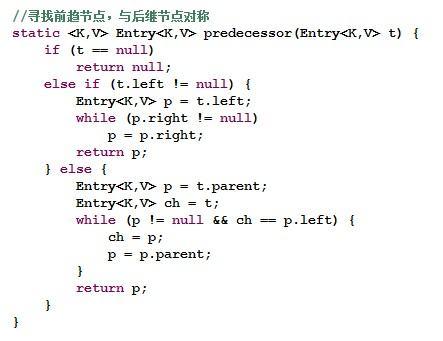 //寻找前趋节点，与后继节点对称
static <K,V> Entry<K,V> predecessor(Entry<K,V> t) {
    if (t == null)
        return null;
    else if (t.left != null) {
        Entry<K,V> p = t.left;
        while (p.right != null)
            p = p.right;
        return p;
    } else {
        Entry<K,V> p = t.parent;
        Entry<K,V> ch = t;
        while (p != null && ch == p.left) {
            ch = p;
            p = p.parent;
        }
        return p;
    }
}